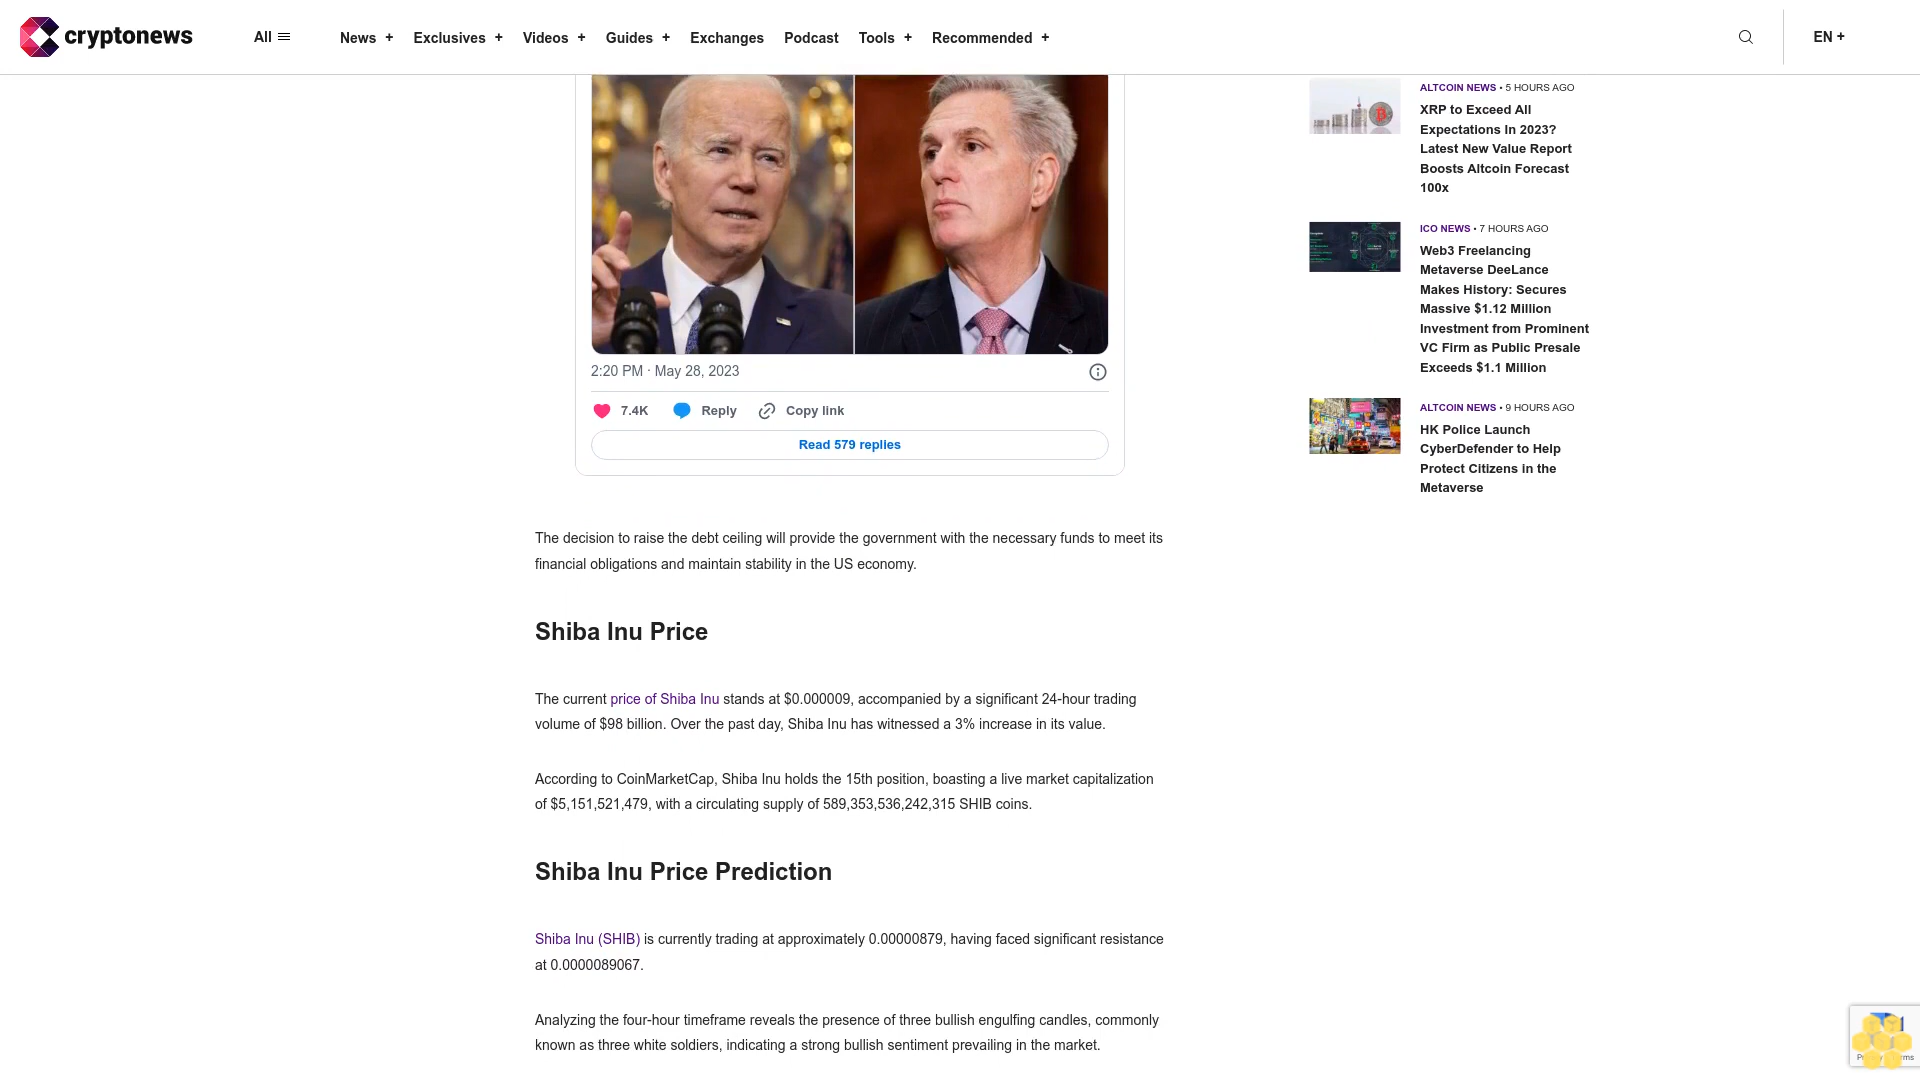 cryptonews
All
News +
Exclusives +
Videos +
Guides +
Exchanges
Podcast
Tools +
Recommended +
EN +
2:20 PM · May 28, 2023
7.4K
Reply
Copy link
Read 579 replies
The decision to raise the debt ceiling will provide the government with the necessary funds to meet its
financial obligations and maintain stability in the US economy.
Shiba Inu Price
The current price of Shiba Inu stands at $0.000009, accompanied by a significant 24-hour trading
volume of $98 billion. Over the past day, Shiba Inu has witnessed a 3% increase in its value.
According to CoinMarketCap, Shiba Inu holds the 15th position, boasting a live market capitalization
of $5,151,521,479, with a circulating supply of 589,353,536,242,315 SHIB coins.
Shiba Inu Price Prediction
Shiba Inu (SHIB) is currently trading at approximately 0.00000879, having faced significant resistance
at 0.0000089067.
Analyzing the four-hour timeframe reveals the presence of three bullish engulfing candles, commonly
known as three white soldiers, indicating a strong bullish sentiment prevailing in the market.
ALTCOIN NEWS • 5 HOURS AGO
XRP to Exceed All
Expectations In 2023?
Latest New Value Report
Boosts Altcoin Forecast
100x
ICO NEWS • 7 HOURS AGO
Web3 Freelancing
Metaverse DeeLance
Makes History: Secures
Massive $1.12 Million
Investment from Prominent
VC Firm as Public Presale
Exceeds $1.1 Million
ALTCOIN NEWS • 9 HOURS AGO
HK Police Launch
CyberDefender to Help
Protect Citizens in the
Metaverse